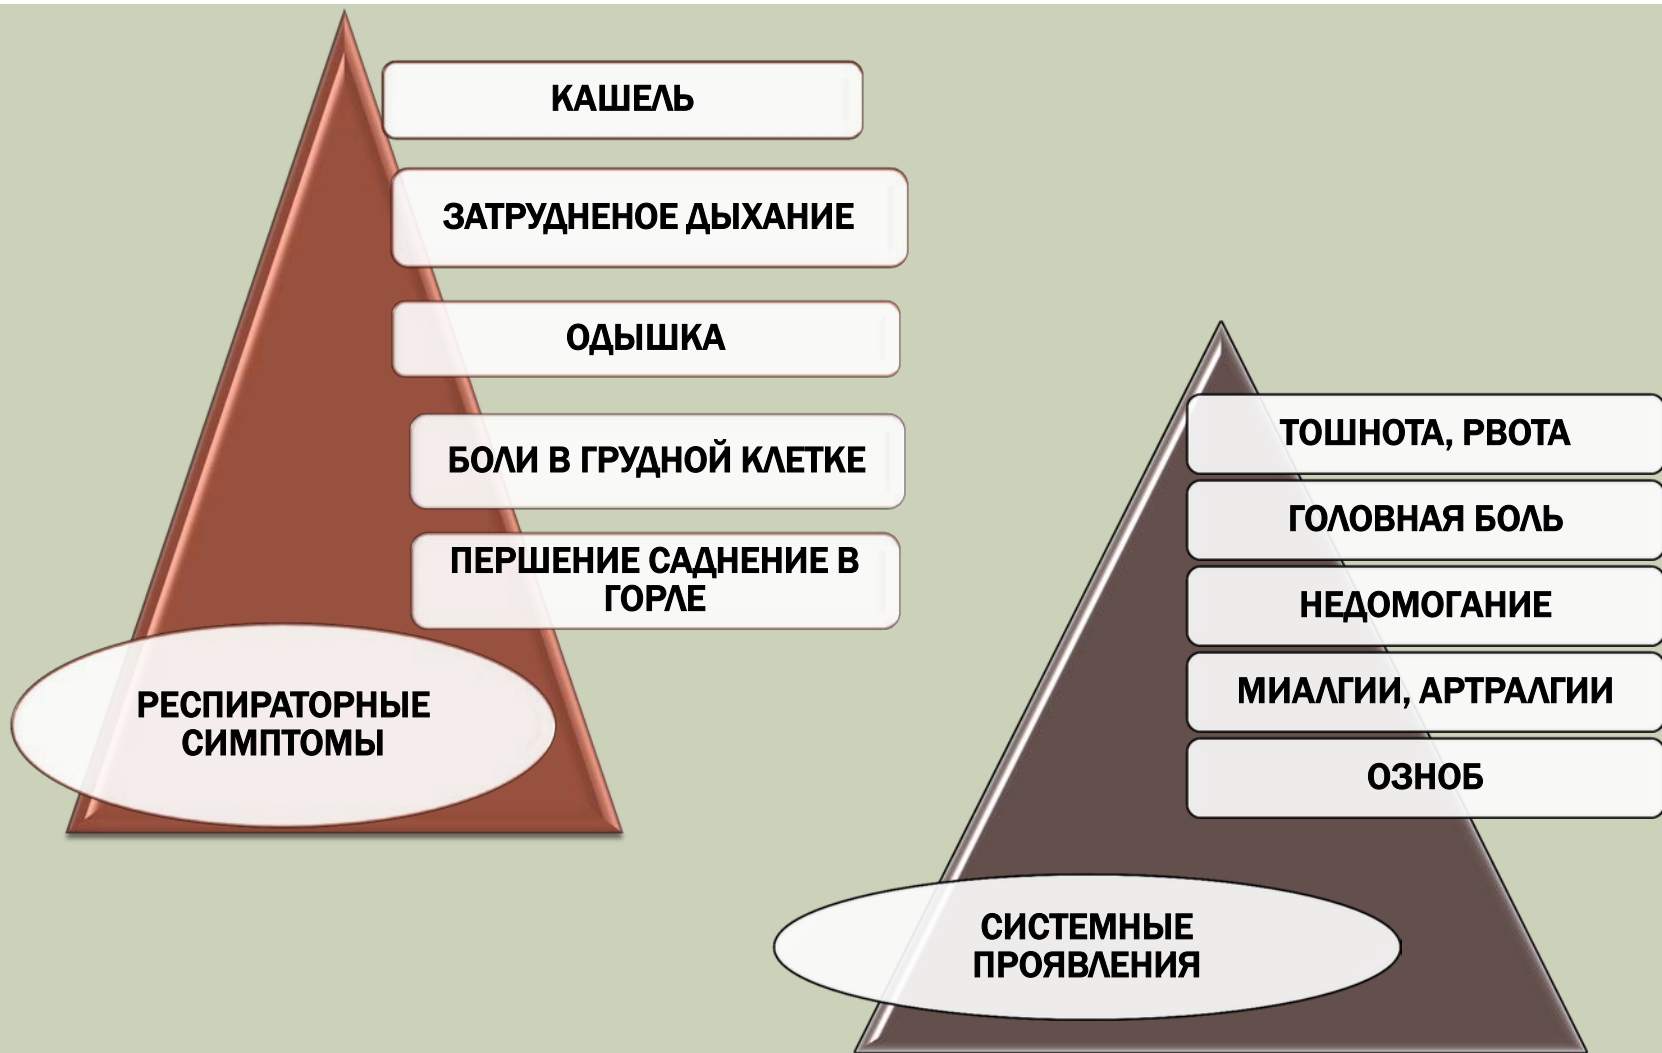 КАШЕЛЬ
ЗАТРУДНЕНОЕ ДЫХАНИЕ
ОДЫШКА
БОЛИ В ГРУДНОЙ КЛЕТКЕ
ПЕРШЕНИЕ САДНЕНИЕ В
ГОРЛЕ
РЕСПИРАТОРНЫЕ
СИМПТОМЫ
ТОШНОТА, РВОТА
ГОЛОВНАЯ БОЛЬ
НЕДОМОГАНИЕ
МИАЛГИИ, АРТРАЛГИИ
ОЗНОБ
СИСТЕМНЫЕ
ПРОЯВЛЕНИЯ